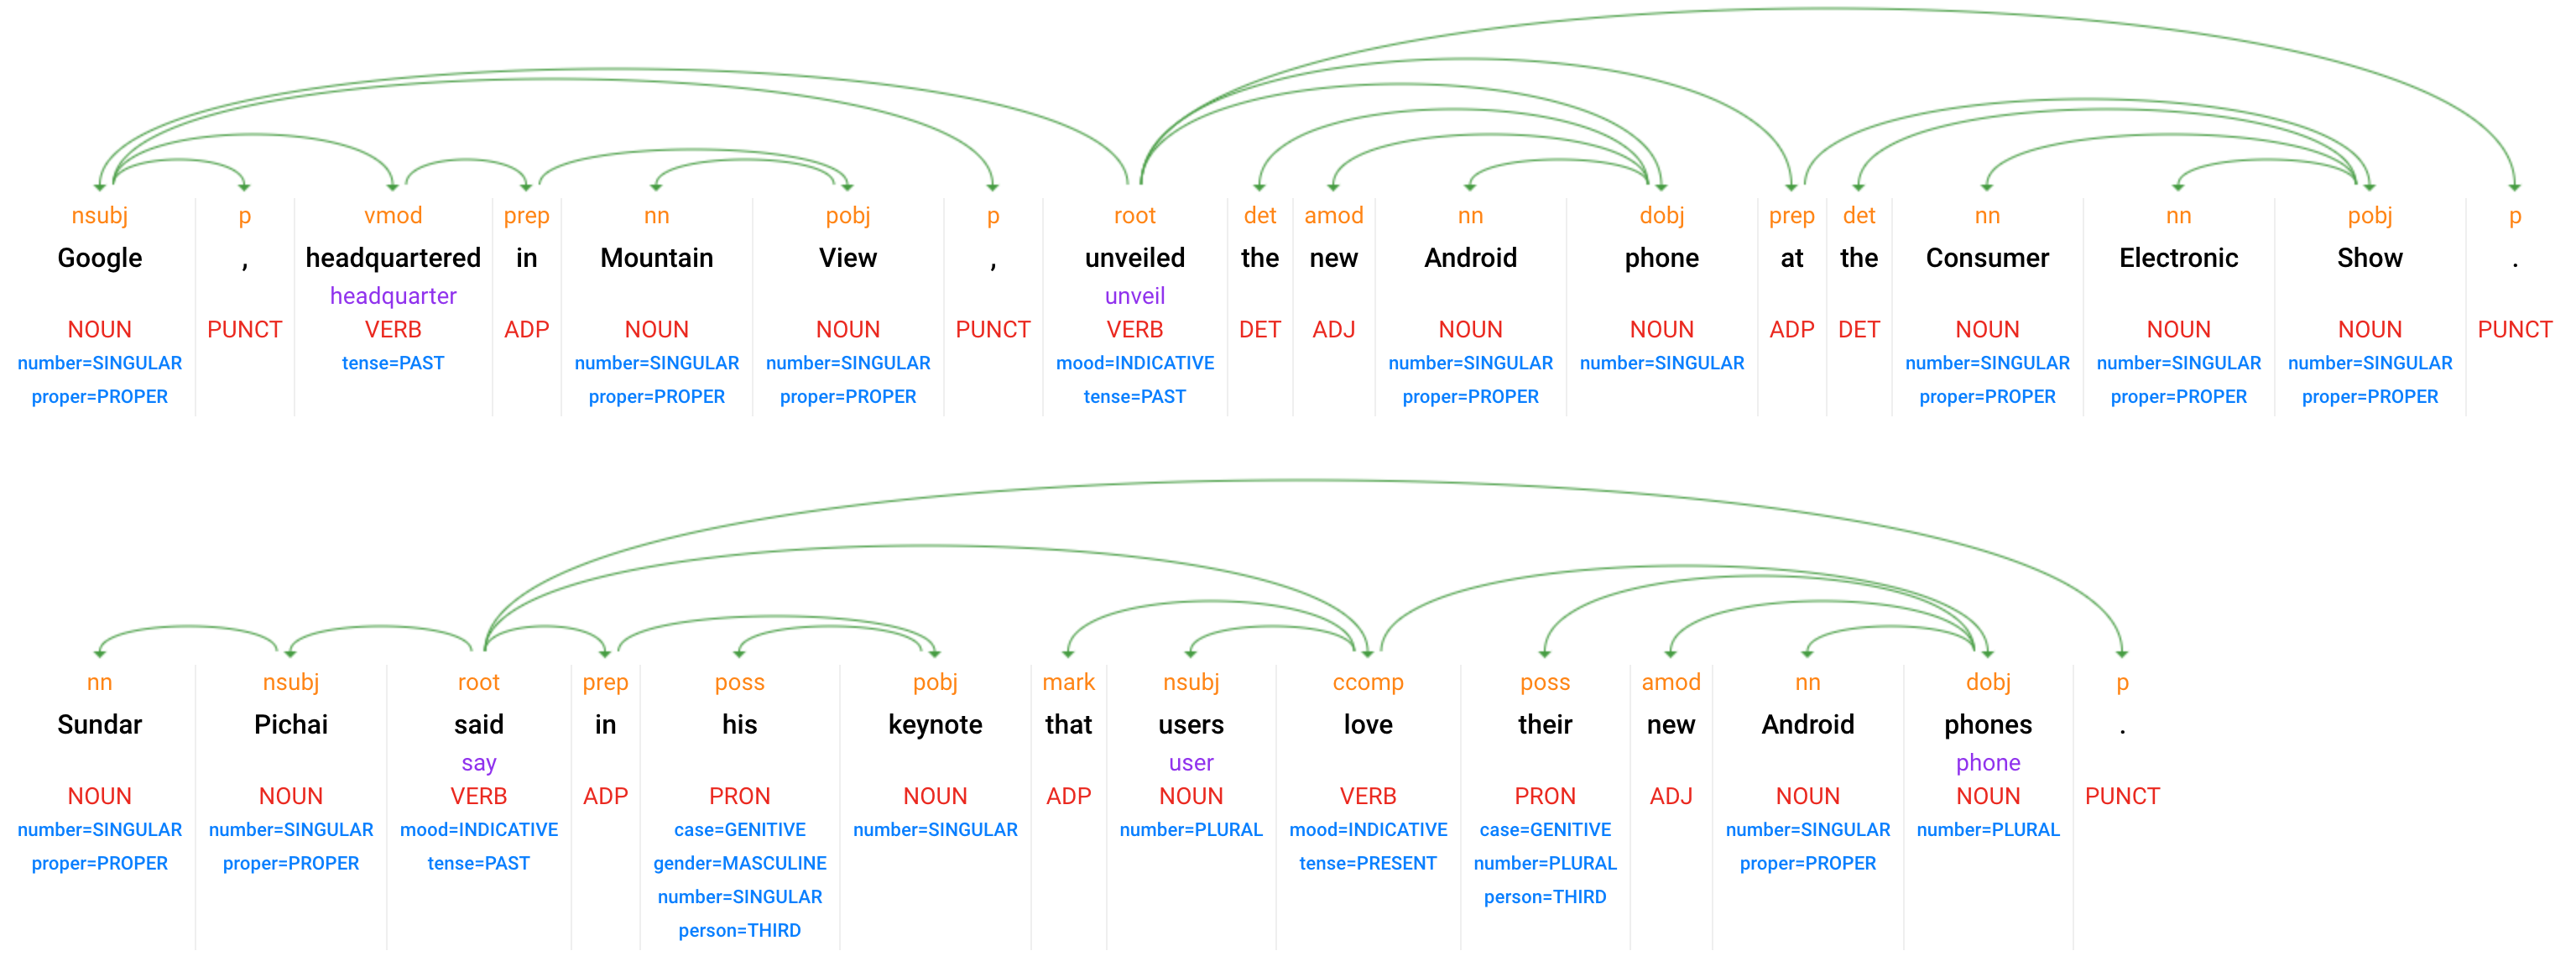 nsubj p vmod prep nn pobj p root det amod nn dobj prep det nn nn pobj p
Google , headquartered in Mountain View , unveiled the new Android phone at the Consumer Electronic Show .
headquarter unveil
NOUN PUNCT VERB ADP NOUN NOUN PUNCT VERB DET ADJ NOUN NOUN ADP DET NOUN NOUN NOUN PUNCT
number=SINGULAR tense=PAST number=SINGULAR number=SINGULAR mood=INDICATIVE number=SINGULAR number=SINGULAR number=SINGULAR number=SINGULAR number=SINGULAR
proper=PROPER proper=PROPER proper=PROPER tense=PAST proper=PROPER proper=PROPER proper=PROPER proper=PROPER
nn nsubj root prep poss pobj mark nsubj ccomp poss amod nn dobj p
Sundar Pichai said in his keynote that users love their new Android phones .
say user phone
NOUN NOUN VERB ADP PRON NOUN ADP NOUN VERB PRON ADJ NOUN NOUN PUNCT
number=SINGULAR number=SINGULAR mood=INDICATIVE case=GENITIVE number=SINGULAR number=PLURAL mood=INDICATIVE case=GENITIVE number=SINGULAR number=PLURAL
proper=PROPER proper=PROPER tense=PAST gender=MASCULINE tense=PRESENT number=PLURAL proper=PROPER
number=SINGULAR person=THIRD
person=THIRD